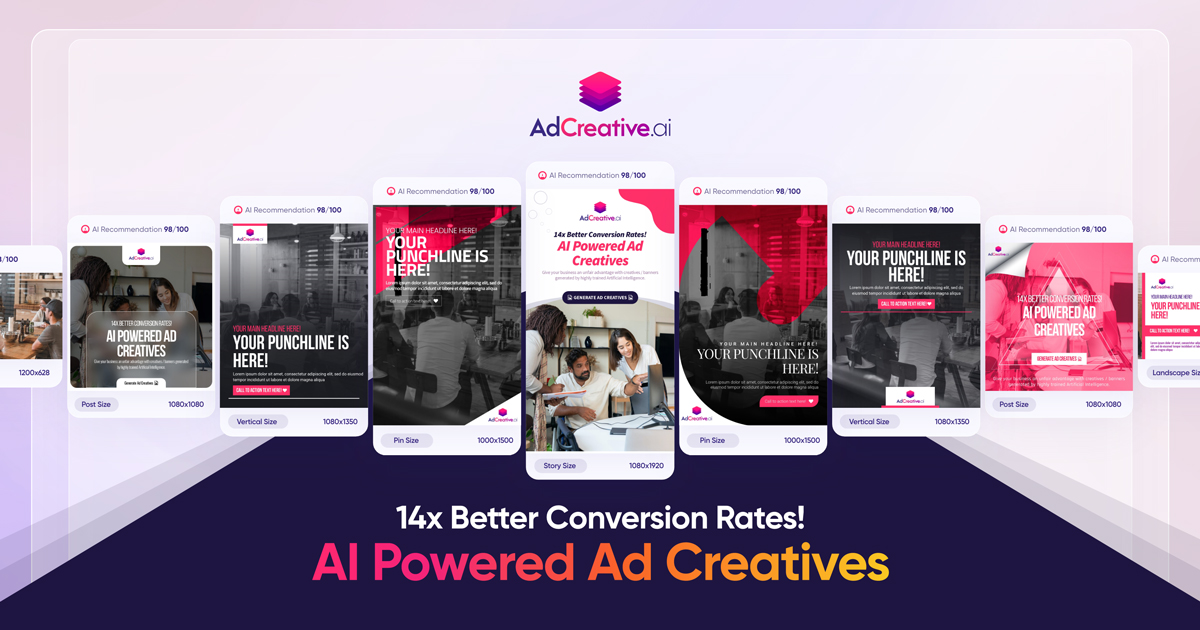 AdCreative.ai
/100
1200x628
AI Recommendation 98/100
AdCreative.ai
14X BETTER CONVERSION RATES!
AI POWERED AD
CREATIVES
Give your business an unfair advantage with creatives / banners
generated by highly trained Artificial Intelligence.
Generate Ad Creatives
Post Size 1080x1080
AI Recommendation 98/100
AdCreative.ai
YOUR MAIN HEADLINE HERE!
YOUR PUNCHLINE IS
HERE!
Lorem ipsum dolor sit amet, consectetur adipiscing elit, sed do eiusmod
tempor incididunt ut labore et dolore magna aliqua
CALL TO ACTION TEXT HERE!
Vertical Size 1080x1350
AI Recommendation 98/100
YOUR MAIN HEADLINE HERE!
YOUR
PUNCHLINE IS
HERE!
Lorem ipsum dolor sit amet, consectetur adipiscing elit, sed do
eiusmod tempor incididunt ut labore et dolore magna aliqua.
Call to action text here!
AdCreative.ai
Pin Size 1000x1500
AI Recommendation 98/100
AdCreative.ai
14x Better Conversion Rates!
AI Powered Ad
Creatives
Give your business an unfair advantage with creatives / banners
generated by highly trained Artificial Intelligence.
GENERATE AD CREATIVES
Story Size 1080x1920
AI Recommendation 98/100
YOUR MAIN HEADLINE HERE!
YOUR PUNCHLINE IS
HERE!
Lorem ipsum dolor sit amet, consectetur adipiscing elit, sed do
eiusmod tempor incididunt ut labore et dolore magna aliqua.
Call to action text here!
AdCreative.ai
Pin Size 1000x1500
AI Recommendation 98/100
YOUR MAIN HEADLINE HERE!
YOUR PUNCHLINE IS
HERE!
Lorem ipsum dolor sit amet, consectetur adipiscing elit, sed do
eiusmod tempor incididunt ut labore et dolore magna aliqua
CALL TO ACTION TEXT HERE!
AdCreative.ai
Vertical Size 1080x1350
AI Recommendation 98/100
AdCreative.ai
14X BETTER CONVERSION RATES!
AI POWERED AD
CREATIVES
GENERATE AD CREATIVES
Give your business an unfair advantage with creatives / banners
generated by highly trained Artificial Intelligence.
Post Size 1080x1080
AI Recomm
AdCreative.ai
YOUR MAIN HEADLINE HERE!
YOUR PUNCHLINE
HERE!
CALL TO ACTION TEXT HERE!
Landscape Siz
14x Better Conversion Rates!
AI Powered Ad Creatives